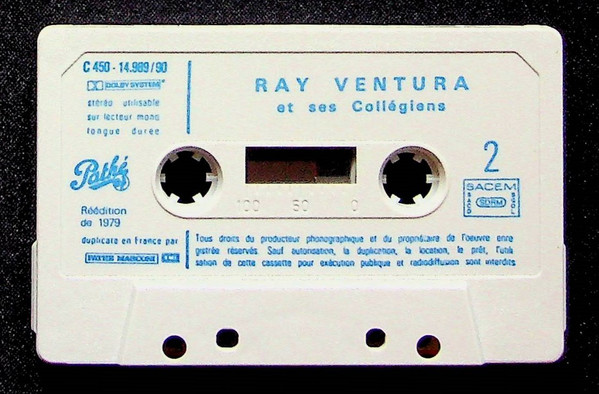 C 450 - 14.989/90
DOLBY SYSTEM
stéréo utilisable
sur lecteur mono
longue durée
RAY VENTURA
et ses Collégiens
Pathé
2
SACEM
SACD
SDRM
SGDL
Réédition
de 1979
100 50 0
duplicate en France par
PATHE MARCONI EMI
Tous droits du producteur phonographique et du propriétaire de l'oeuvre enre
gistrée réservés. Sauf autorisation, la duplication, la location, le prêt, l'utili
sation de cette cassette pour exécution publique et radiodiffusion sont interdits